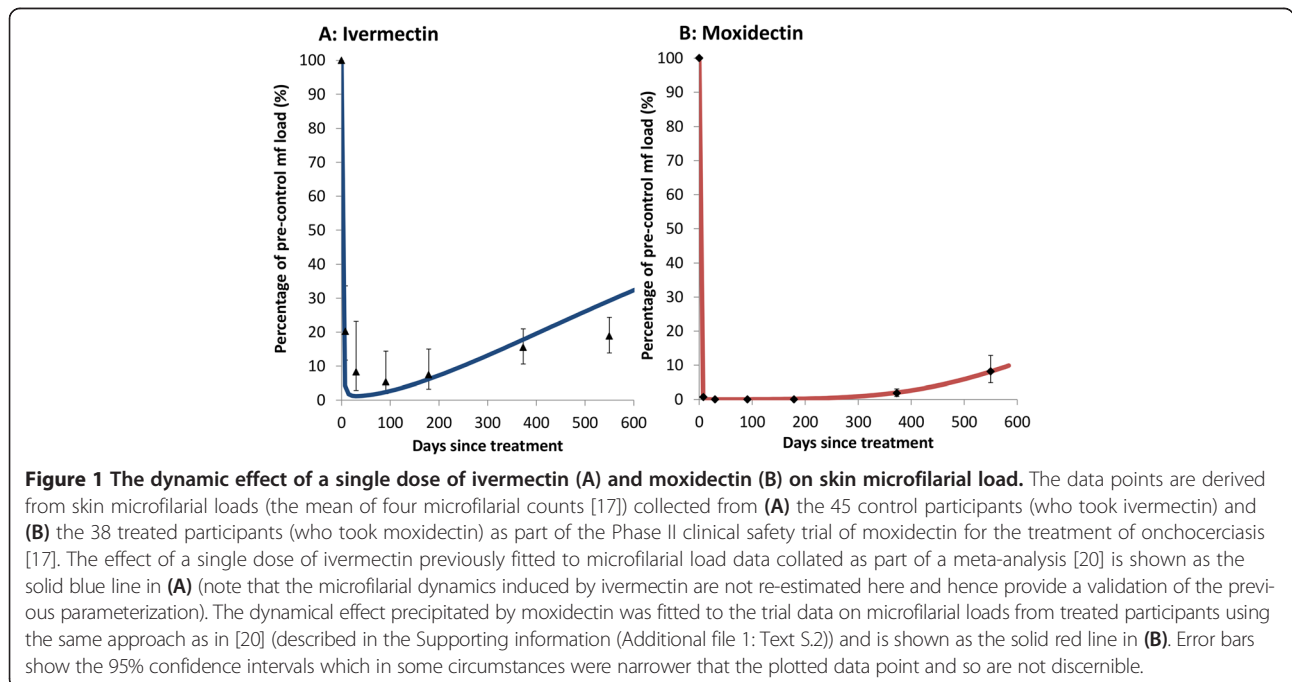 A: Ivermectin
Percentage of pre-control mf load (%)
100
90
80
70
60
50
40
30
20
10
0
0 100 200 300 400 500 600
Days since treatment
B: Moxidectin
Percentage of pre-control mf load (%)
100
90
80
70
60
50
40
30
20
10
0
0 100 200 300 400 500 600
Days since treatment
Figure 1 The dynamic effect of a single dose of ivermectin (A) and moxidectin (B) on skin microfilarial load. The data points are derived
from skin microfilarial loads (the mean of four microfilarial counts [17]) collected from (A) the 45 control participants (who took ivermectin) and
(B) the 38 treated participants (who took moxidectin) as part of the Phase II clinical safety trial of moxidectin for the treatment of onchocerciasis
[17]. The effect of a single dose of ivermectin previously fitted to microfilarial load data collated as part of a meta-analysis [20] is shown as the
solid blue line in (A) (note that the microfilarial dynamics induced by ivermectin are not re-estimated here and hence provide a validation of the previ-
ous parameterization). The dynamical effect precipitated by moxidectin was fitted to the trial data on microfilarial loads from treated participants using
the same approach as in [20] (described in the Supporting information (Additional file 1: Text S.2)) and is shown as the solid red line in (B). Error bars
show the 95% confidence intervals which in some circumstances were narrower that the plotted data point and so are not discernible.